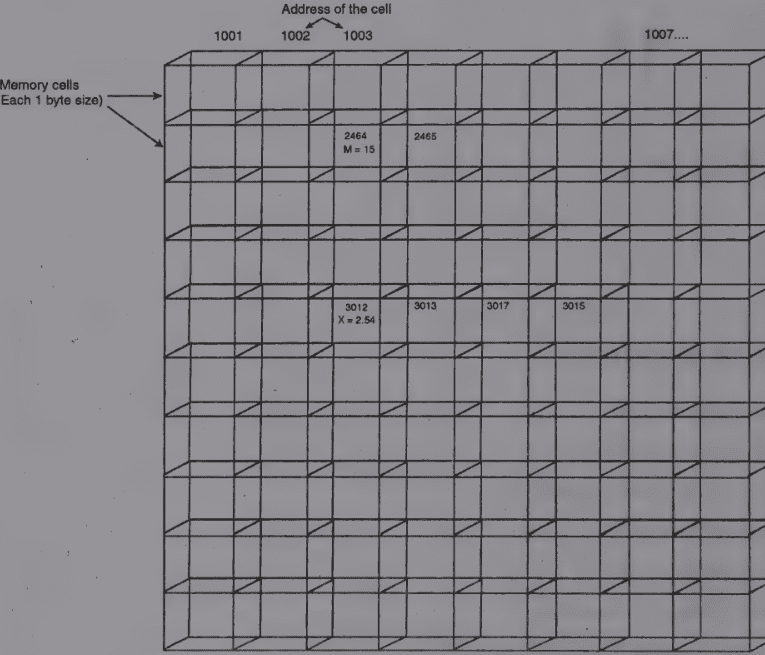 Address of the cell
1001 1002 1003 1007....
Memory cells
(Each 1 byte size)
2464 2465
M = 15
3012 3013 3017 3015
X = 2.54